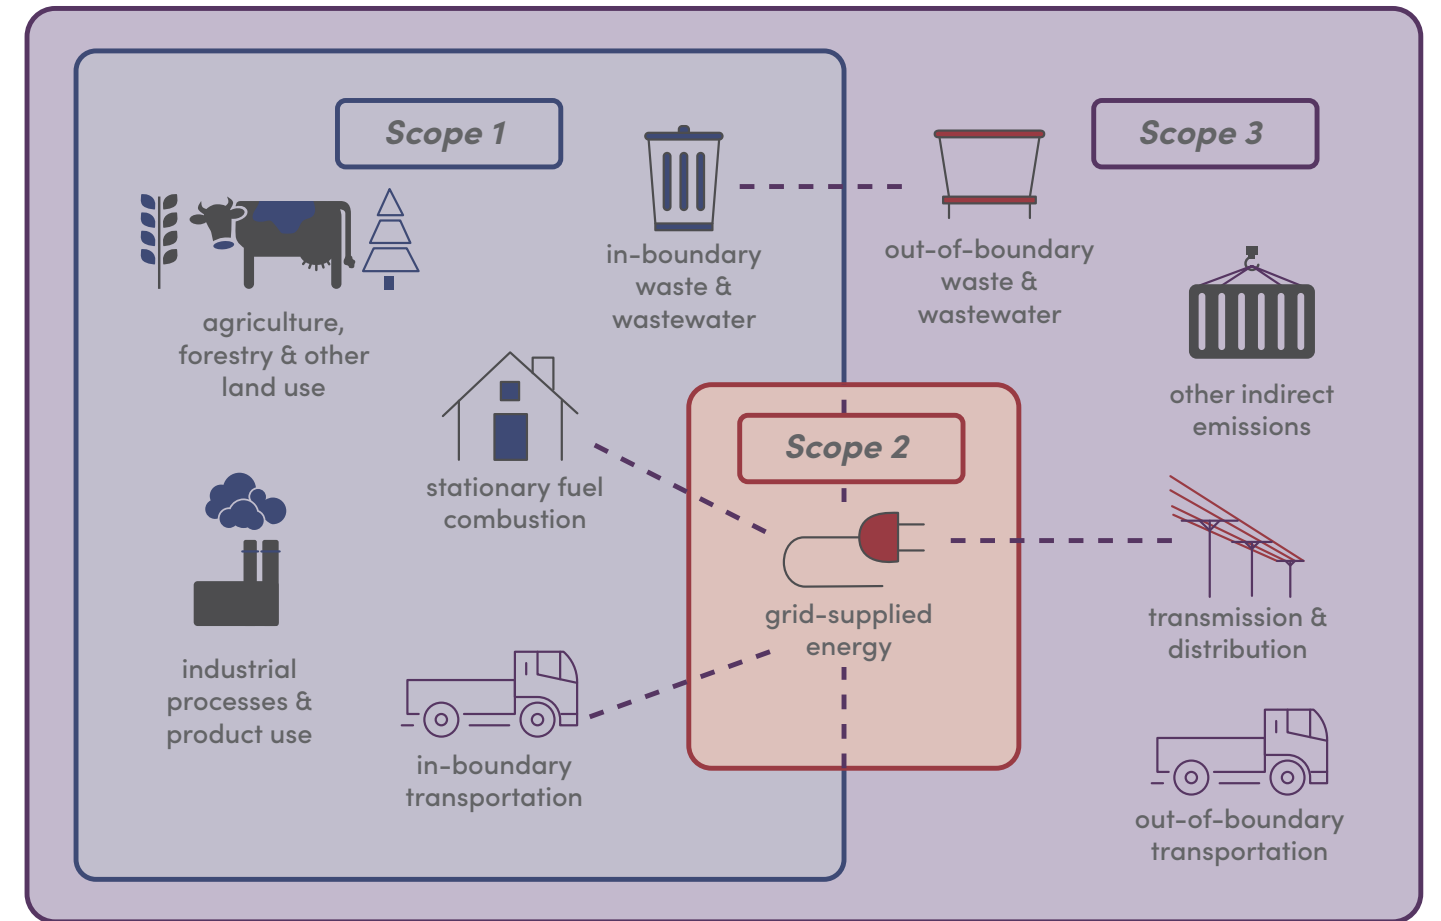 Scope 1
Scope 3
in-boundary
waste &
wastewater
out-of-boundary
waste &
wastewater
agriculture,
forestry & other
land use
other indirect
emissions
Scope 2
stationary fuel
combustion
grid-supplied
energy
transmission &
distribution
industrial
processes &
product use
in-boundary
transportation
out-of-boundary
transportation